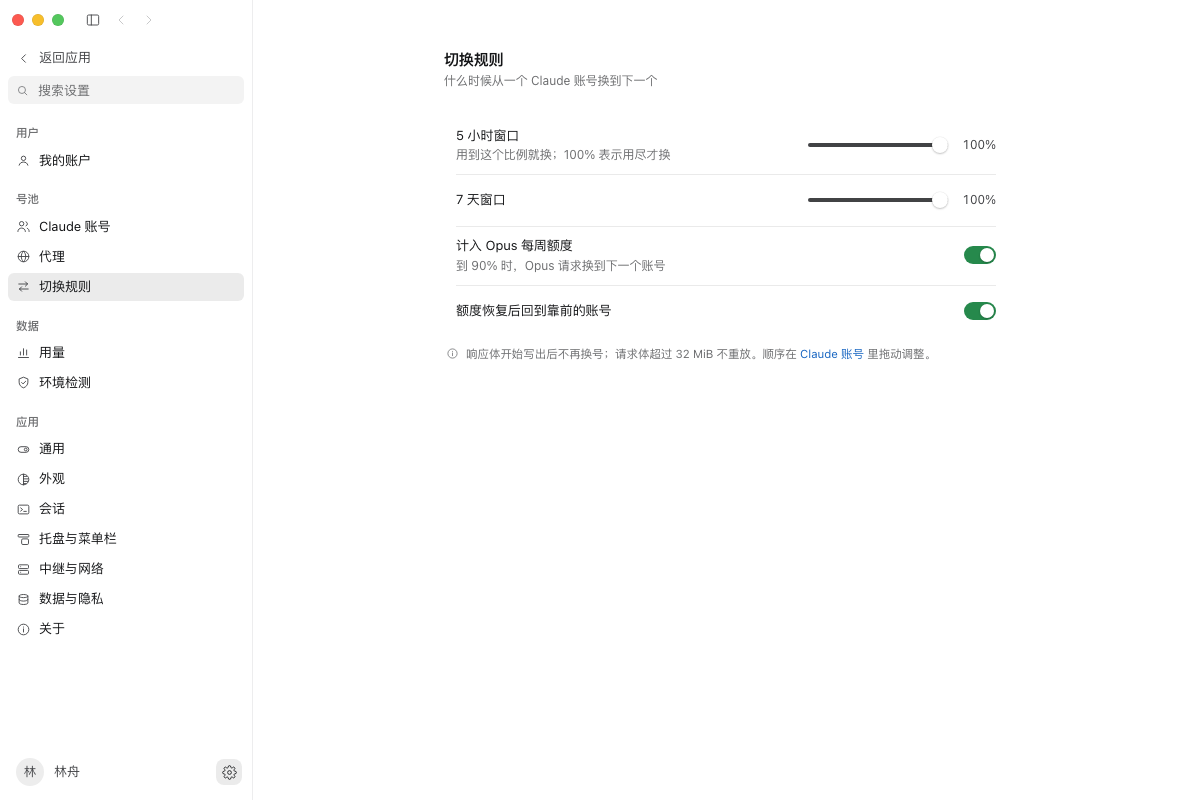 返回应用
搜索设置
用户
我的账户
号池
Claude 账号
代理
切换规则
数据
用量
环境检测
应用
通用
外观
会话
托盘与菜单栏
中继与网络
数据与隐私
关于
林 林舟
切换规则
什么时候从一个 Claude 账号换到下一个
5 小时窗口
用到这个比例就换；100% 表示用尽才换
100%
7 天窗口
100%
计入 Opus 每周额度
到 90% 时，Opus 请求换到下一个账号
额度恢复后回到靠前的账号
响应体开始写出后不再换号；请求体超过 32 MiB 不重放。顺序在 Claude 账号 里拖动调整。